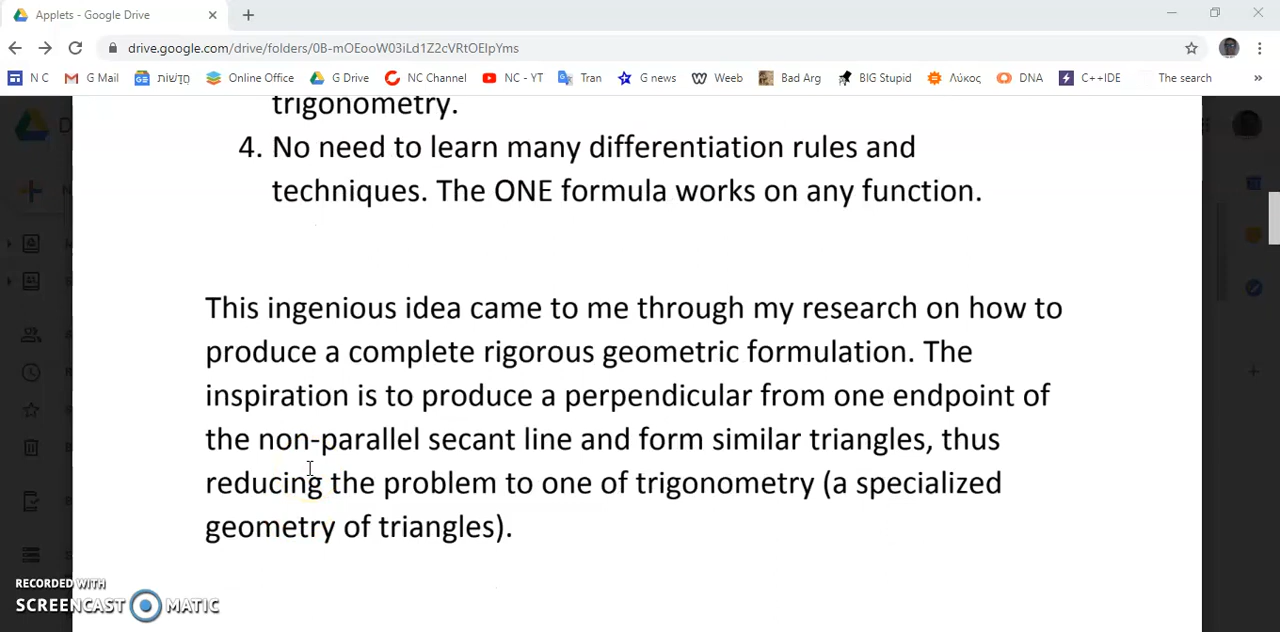 Applets - Google Drive
drive.google.com/drive/folders/0B-mOEooW03iLd1Z2cVRtOElpYms
N C G Mail חֲדָשׁוֹת Online Office G Drive NC Channel NC - YT Tran G news Weeb Bad Arg BIG Stupid Λύκος DNA C++IDE The search »
trigonometry.
4. No need to learn many differentiation rules and
techniques. The ONE formula works on any function.
This ingenious idea came to me through my research on how to
produce a complete rigorous geometric formulation. The
inspiration is to produce a perpendicular from one endpoint of
the non-parallel secant line and form similar triangles, thus
reducing the problem to one of trigonometry (a specialized
geometry of triangles).
RECORDED WITH
SCREENCAST MATIC